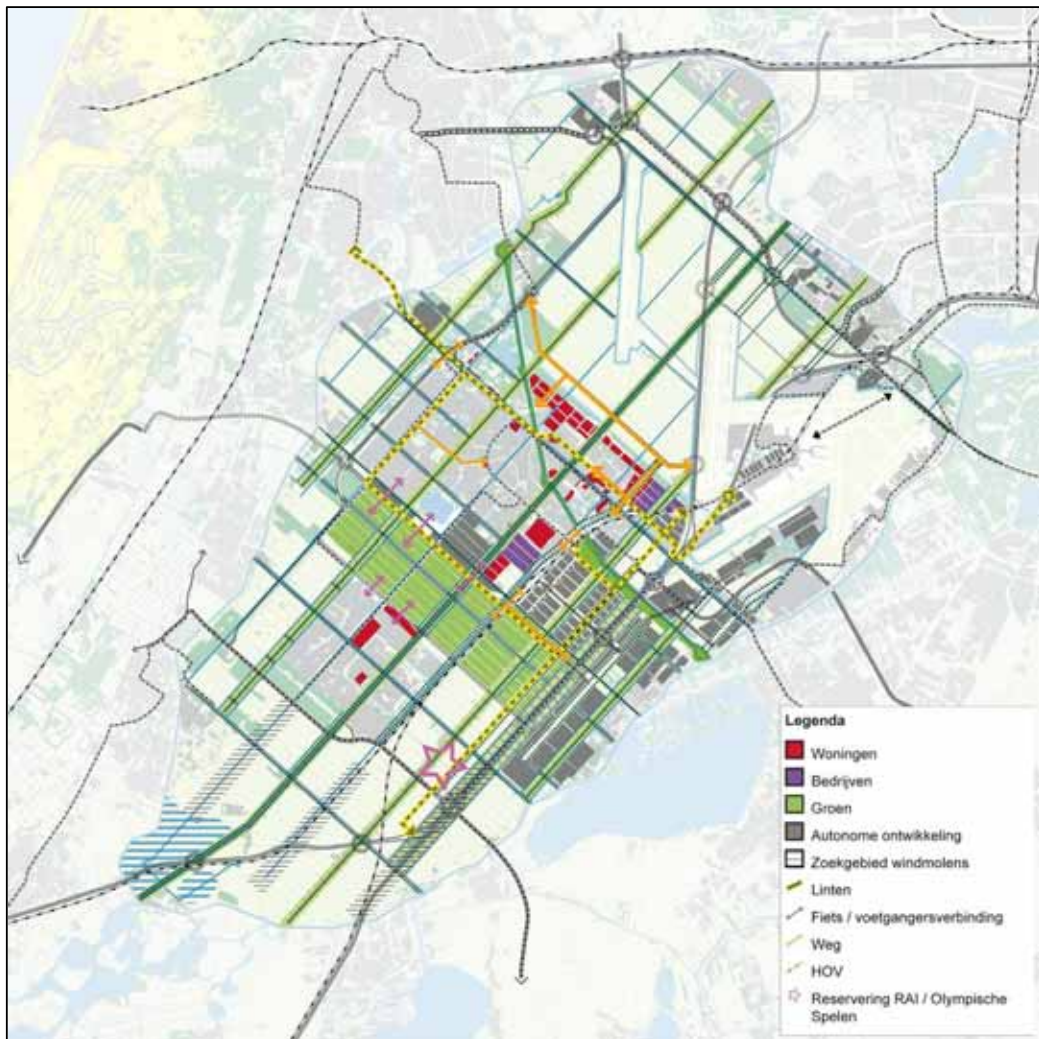 Legenda
Woningen
Bedrijven
Groen
Autonome ontwikkeling
Zoekgebied windmolens
Linten
Fiets / voetgangersverbinding
Weg
HOV
Reservering RAI / Olympische
Spelen